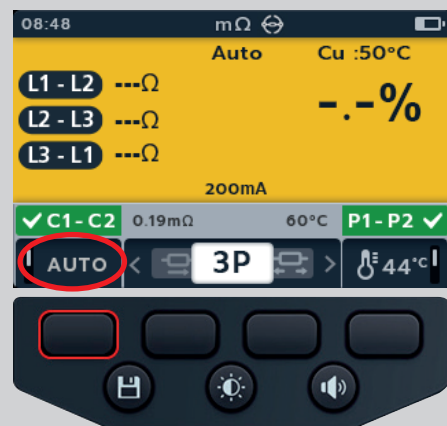 08:48 mΩ
Auto Cu :50°C
L1 - L2 ---Ω
-.-%
L2 - L3 ---Ω
L3 - L1 ---Ω
200mA
✓ C1- C2 0.19mΩ 60°C P1- P2 ✓
AUTO < 3P > 44°C